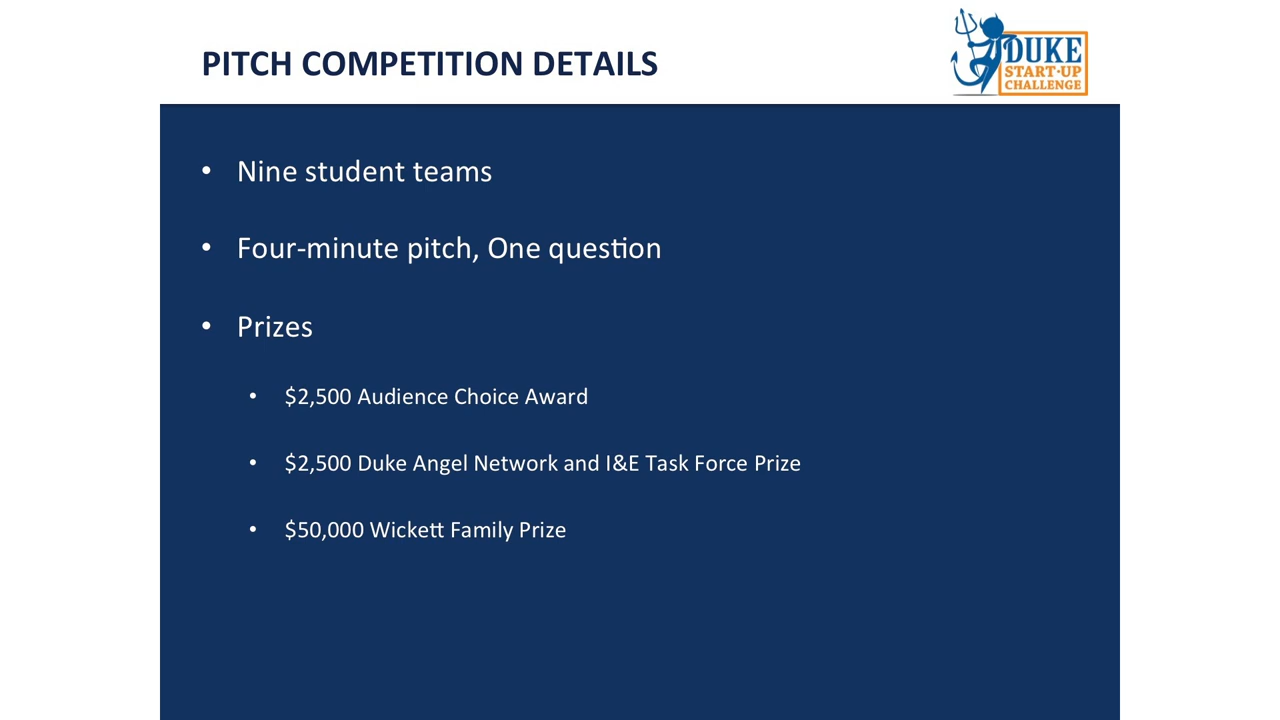 PITCH COMPETITION DETAILS
DUKE
START-UP
CHALLENGE
• Nine student teams
• Four-minute pitch, One question
• Prizes
• $2,500 Audience Choice Award
• $2,500 Duke Angel Network and I&E Task Force Prize
• $50,000 Wickett Family Prize